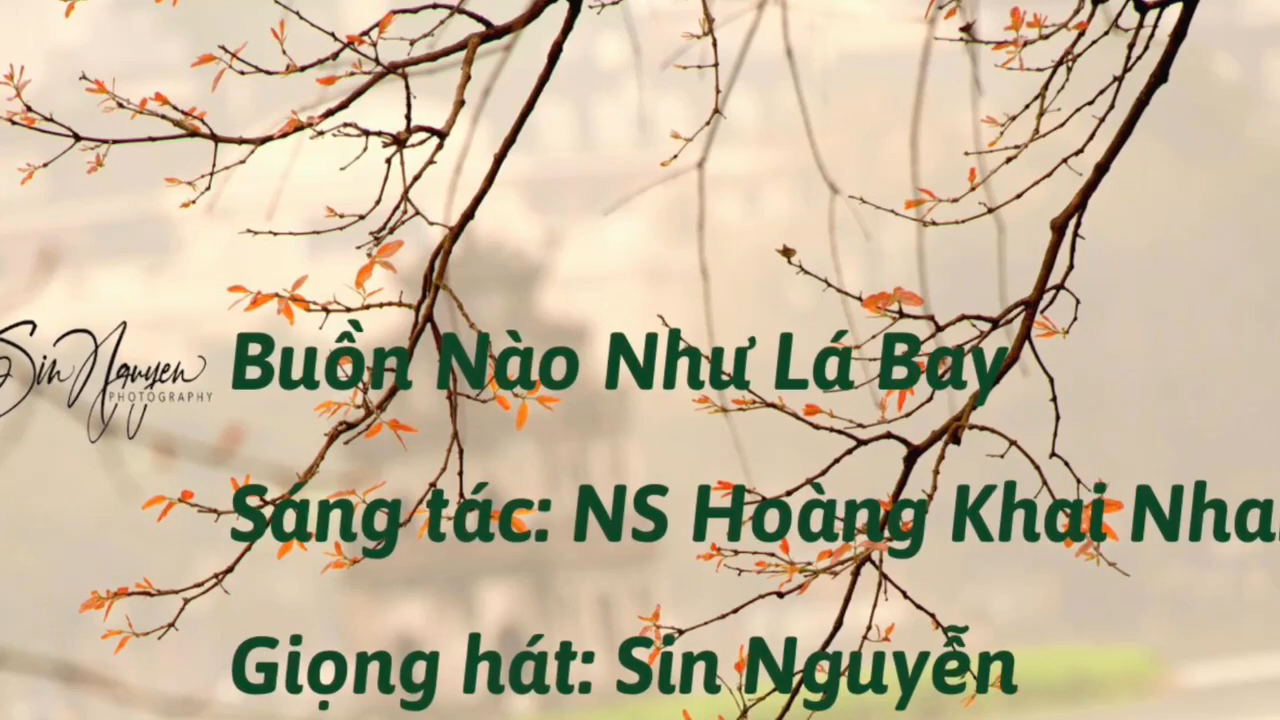 Buồn Nào Như Lá Bay
Sin Nguyen
PHOTOGRAPHY
Sáng tác: NS Hoàng Khai
Giọng hát: Sin Nguyễn